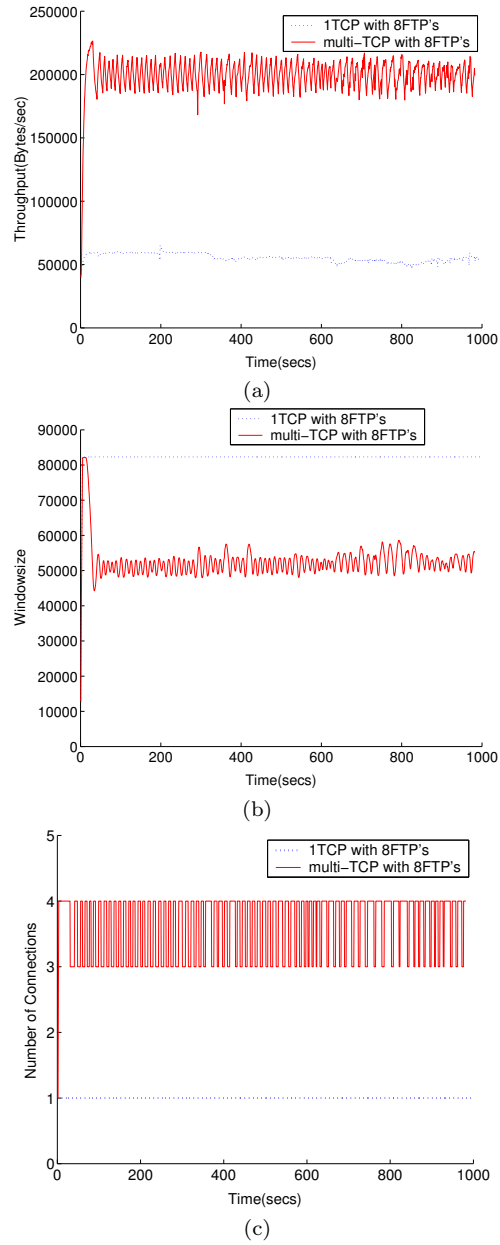 1TCP with 8FTP's
multi-TCP with 8FTP's
250000
200000
150000
100000
50000
0
Throughput(Bytes/sec)
0 200 400 600 800 1000
Time(secs)
(a)
1TCP with 8FTP's
multi-TCP with 8FTP's
90000
80000
70000
60000
50000
40000
30000
20000
10000
0
Windowsize
0 200 400 600 800 1000
Time(secs)
(b)
1TCP with 8FTP's
multi-TCP with 8FTP's
5
4
3
2
1
0
Number of Connections
0 200 400 600 800 1000
Time(secs)
(c)